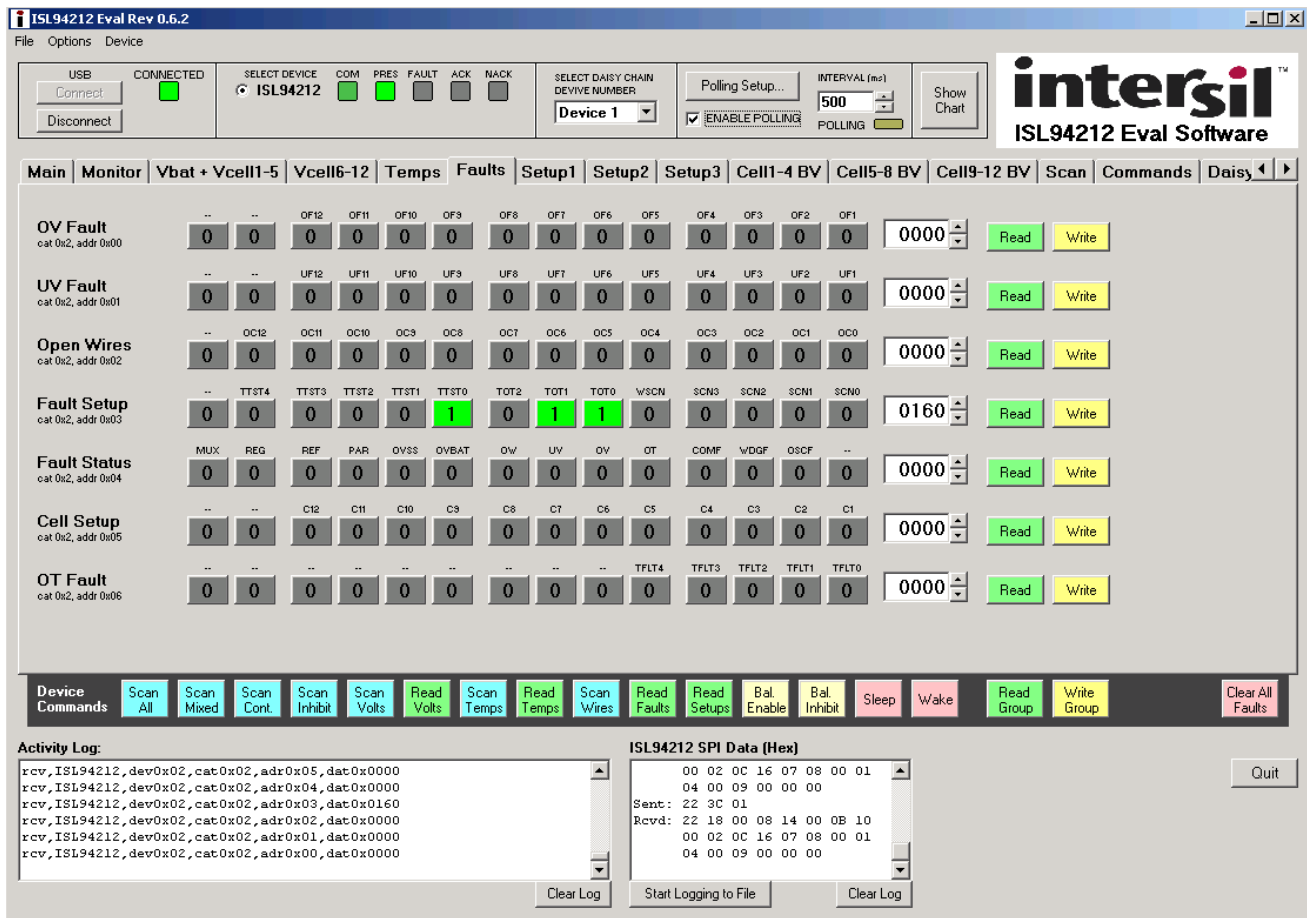 ISL94212 Eval Rev 0.6.2
File Options Device
USB
Connect
Disconnect
CONNECTED
SELECT DEVICE
ISL94212
COM PRES FAULT ACK NACK
SELECT DAISY CHAIN
DEVIVE NUMBER
Device 1
Polling Setup...
ENABLE POLLING
INTERVAL (ms)
500
POLLING
Show
Chart
intersil™
ISL94212 Eval Software
Main Monitor Vbat + Vcell1-5 Vcell6-12 Temps Faults Setup1 Setup2 Setup3 Cell1-4 BV Cell5-8 BV Cell9-12 BV Scan Commands Daisy
-- -- OF12 OF11 OF10 OF9 OF8 OF7 OF6 OF5 OF4 OF3 OF2 OF1
OV Fault 0 0 0 0 0 0 0 0 0 0 0 0 0 0 0000 Read Write
cat 0x2, addr 0x00
-- -- UF12 UF11 UF10 UF9 UF8 UF7 UF6 UF5 UF4 UF3 UF2 UF1
UV Fault 0 0 0 0 0 0 0 0 0 0 0 0 0 0 0000 Read Write
cat 0x2, addr 0x01
-- OC12 OC11 OC10 OC9 OC8 OC7 OC6 OC5 OC4 OC3 OC2 OC1 OC0
Open Wires 0 0 0 0 0 0 0 0 0 0 0 0 0 0 0000 Read Write
cat 0x2, addr 0x02
-- TTST4 TTST3 TTST2 TTST1 TTST0 TOT2 TOT1 TOT0 WSCN SCN3 SCN2 SCN1 SCN0
Fault Setup 0 0 0 0 0 1 0 1 1 0 0 0 0 0 0160 Read Write
cat 0x2, addr 0x03
MUX REG REF PAR OVSS OVBAT OW UV OV OT COMF WDGF OSCF --
Fault Status 0 0 0 0 0 0 0 0 0 0 0 0 0 0 0000 Read Write
cat 0x2, addr 0x04
-- -- C12 C11 C10 C9 C8 C7 C6 C5 C4 C3 C2 C1
Cell Setup 0 0 0 0 0 0 0 0 0 0 0 0 0 0 0000 Read Write
cat 0x2, addr 0x05
-- -- -- -- -- -- -- -- -- TFLT4 TFLT3 TFLT2 TFLT1 TFLT0
OT Fault 0 0 0 0 0 0 0 0 0 0 0 0 0 0 0000 Read Write
cat 0x2, addr 0x06
Device Commands
Scan All
Scan Mixed
Scan Cont.
Scan Inhibit
Scan Volts
Read Volts
Scan Temps
Read Temps
Scan Wires
Read Faults
Read Setups
Bal. Enable
Bal. Inhibit
Sleep
Wake
Read Group
Write Group
Clear All Faults
Activity Log:
rcv,ISL94212,dev0x02,cat0x02,adr0x05,dat0x0000
rcv,ISL94212,dev0x02,cat0x02,adr0x04,dat0x0000
rcv,ISL94212,dev0x02,cat0x02,adr0x03,dat0x0160
rcv,ISL94212,dev0x02,cat0x02,adr0x02,dat0x0000
rcv,ISL94212,dev0x02,cat0x02,adr0x01,dat0x0000
rcv,ISL94212,dev0x02,cat0x02,adr0x00,dat0x0000
Clear Log
ISL94212 SPI Data (Hex)
00 02 0C 16 07 08 00 01
04 00 09 00 00 00
Sent: 22 3C 01
Rcvd: 22 18 00 08 14 00 0B 10
00 02 0C 16 07 08 00 01
04 00 09 00 00 00
Start Logging to File
Clear Log
Quit